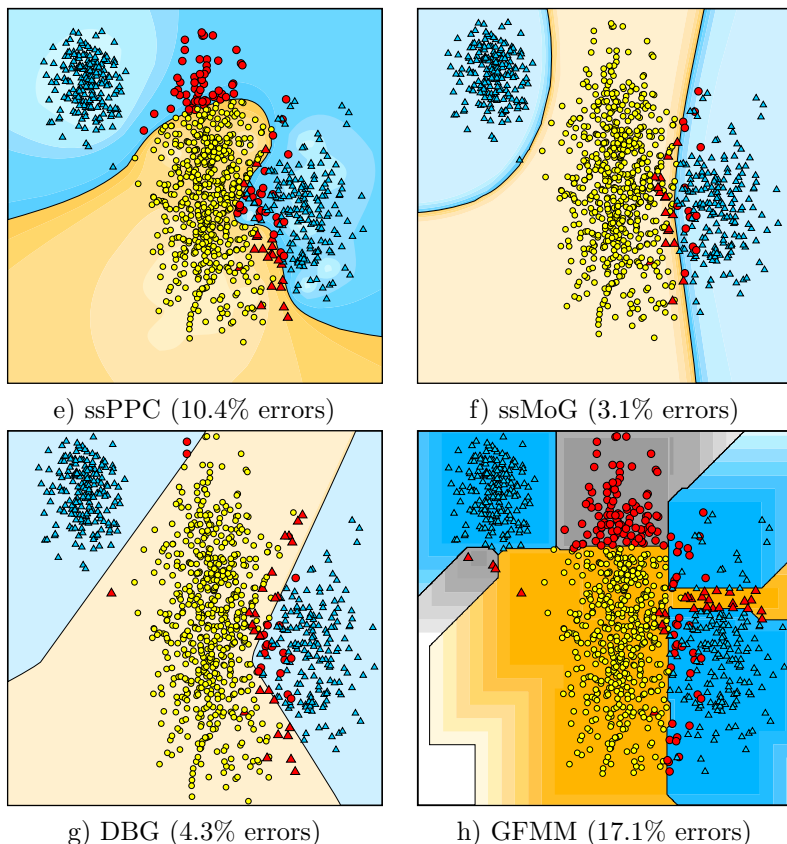 e) ssPPC (10.4% errors)
f) ssMoG (3.1% errors)
g) DBG (4.3% errors)
h) GFMM (17.1% errors)